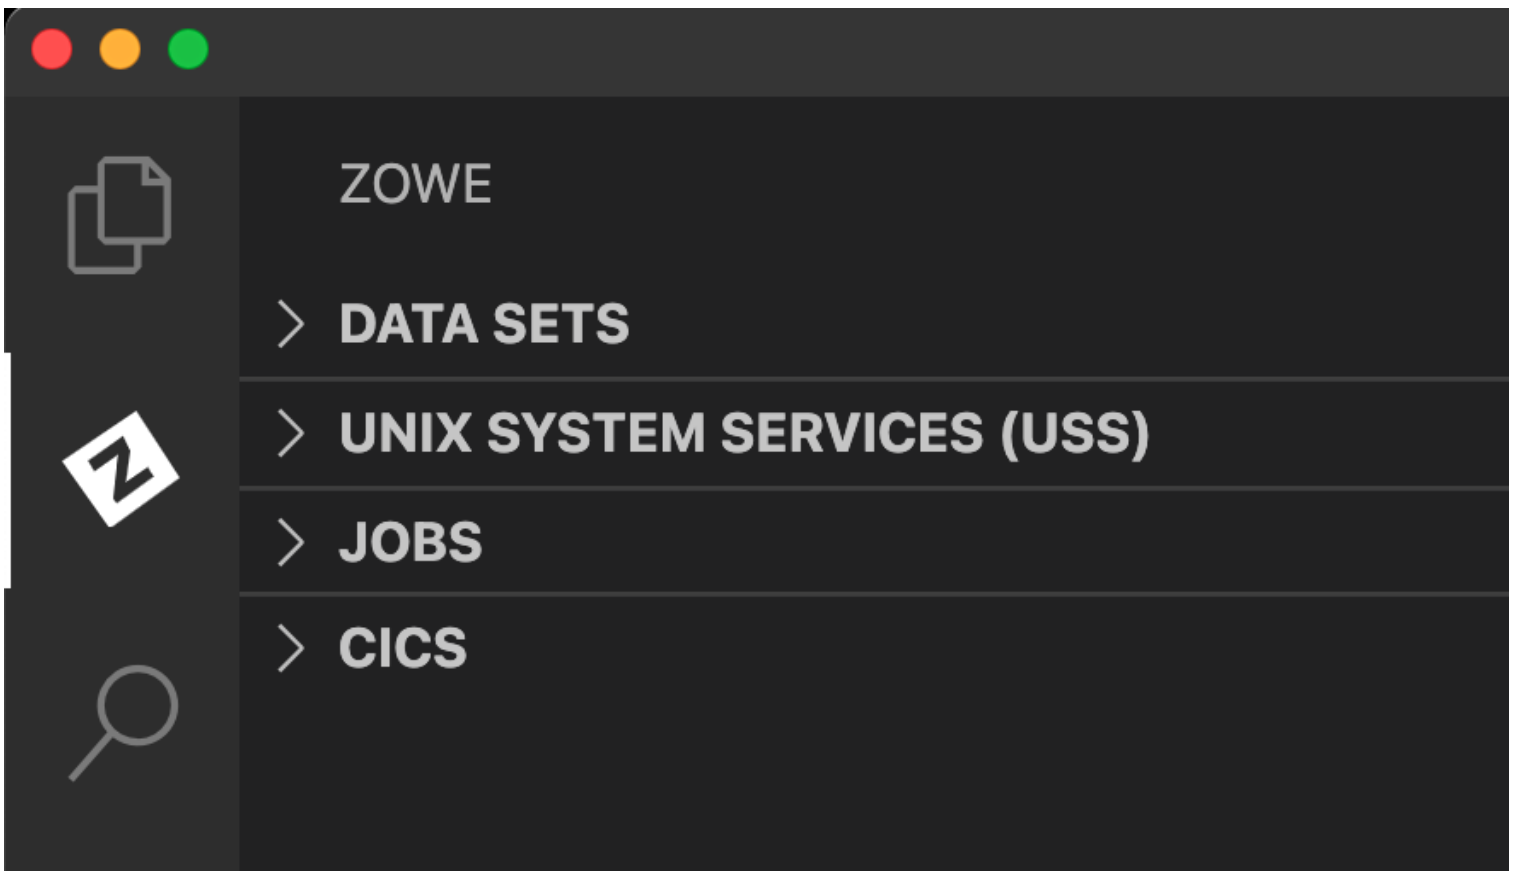 ZOWE
DATA SETS
UNIX SYSTEM SERVICES (USS)
Z
JOBS
CICS